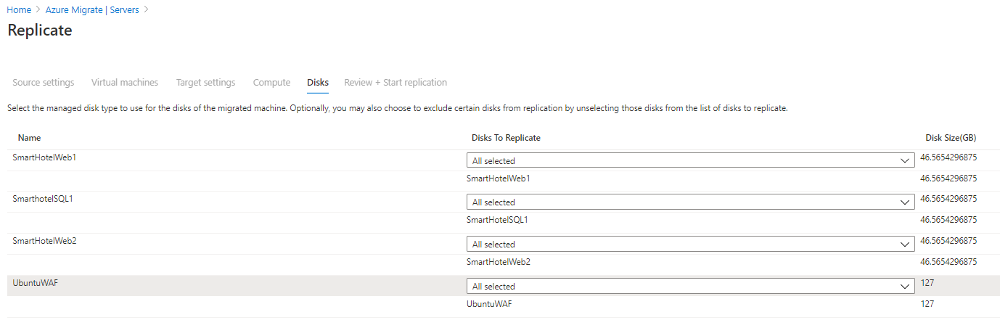 Home > Azure Migrate | Servers >
Replicate
Source settings Virtual machines Target settings Compute Disks Review + Start replication
Select the managed disk type to use for the disks of the migrated machine. Optionally, you may also choose to exclude certain disks from replication by unselecting those disks from the list of disks to replicate.
Name Disks To Replicate Disk Size(GB)
SmartHotelWeb1 All selected 46.5654296875
SmartHotelWeb1 46.5654296875
SmarthotelSQL1 All selected 46.5654296875
SmartHotelSQL1 46.5654296875
SmartHotelWeb2 All selected 46.5654296875
SmartHotelWeb2 46.5654296875
UbuntuWAF All selected 127
UbuntuWAF 127